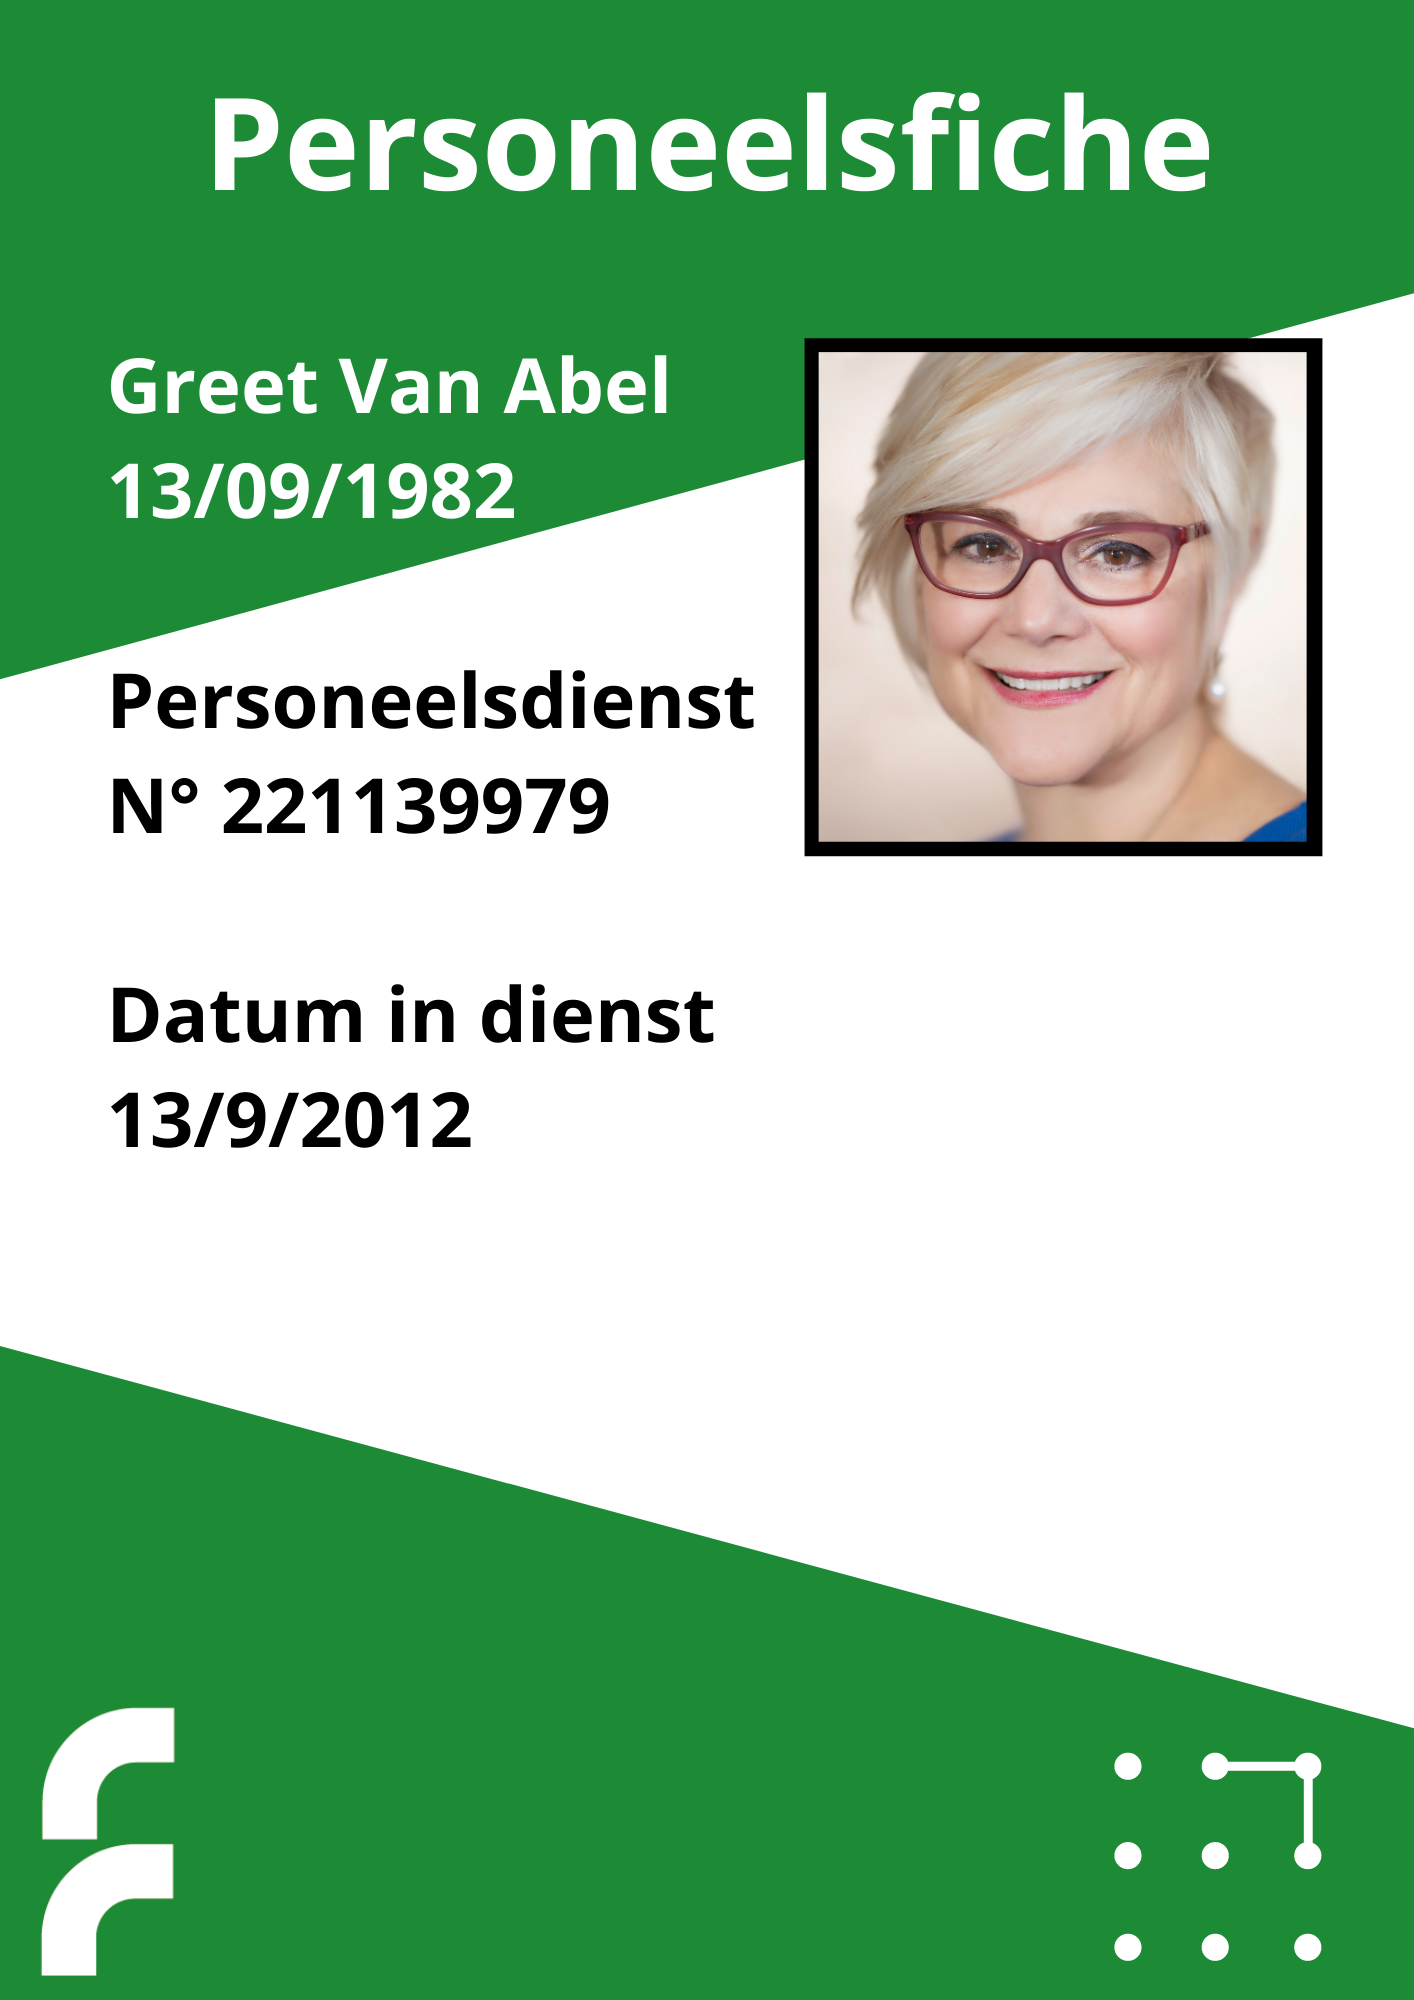 Personeelsfiche
Greet Van Abel
13/09/1982
Personeelsdienst
N° 221139979
Datum in dienst
13/9/2012